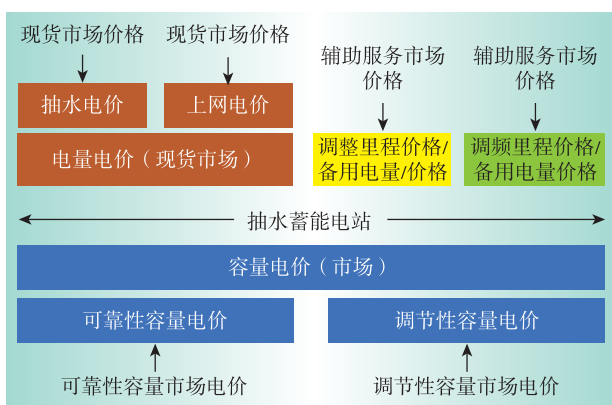 现货市场价格
现货市场价格
辅助服务市场
价格
辅助服务市场
价格
抽水电价
上网电价
电量电价（现货市场）
调整里程价格/
备用电量/价格
调频里程价格/
备用电量价格
抽水蓄能电站
容量电价（市场）
可靠性容量电价
调节性容量电价
可靠性容量市场电价
调节性容量市场电价